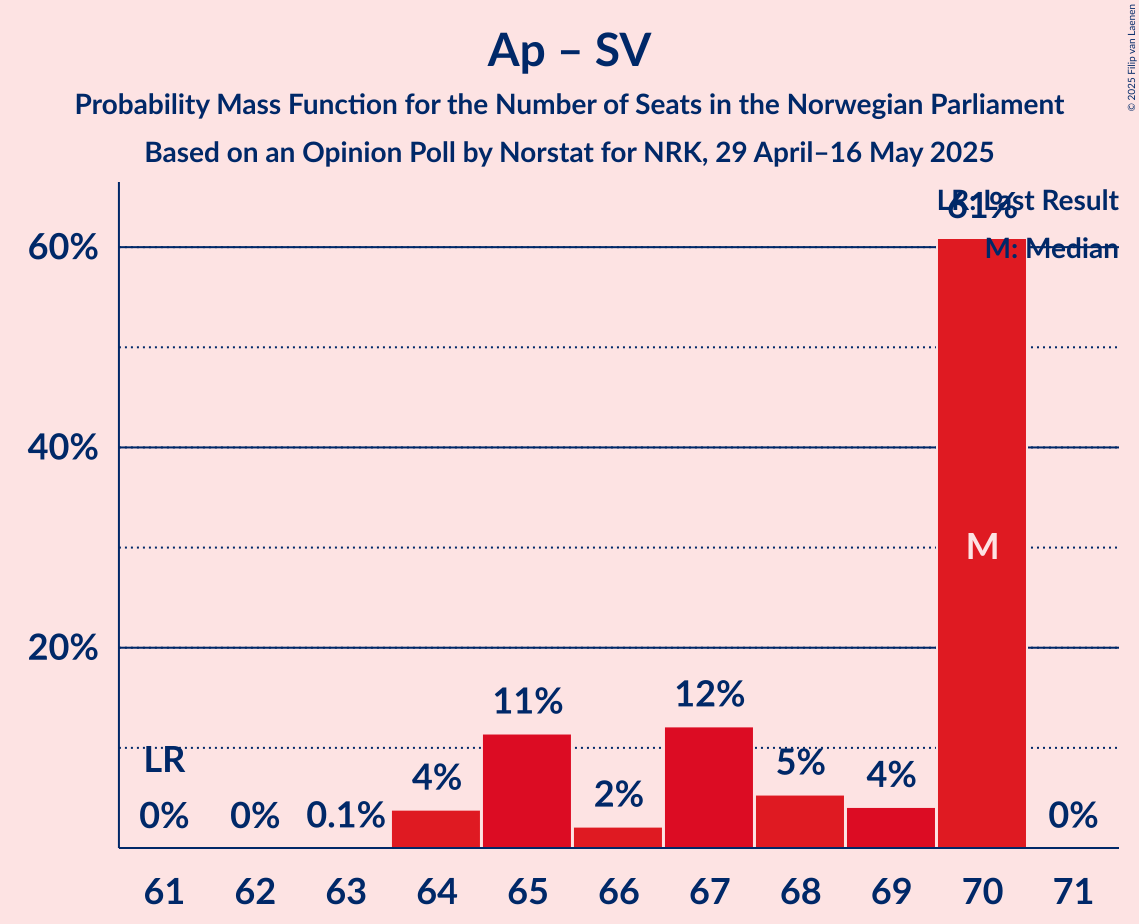 Ap – SV
Probability Mass Function for the Number of Seats in the Norwegian Parliament
Based on an Opinion Poll by Norstat for NRK, 29 April–16 May 2025
© 2025 Filip van Laenen
LR: Last Result
M: Median
60%
40%
20%
LR
0%
0%
0.1%
4%
11%
2%
12%
5%
4%
61%
M
0%
61 62 63 64 65 66 67 68 69 70 71